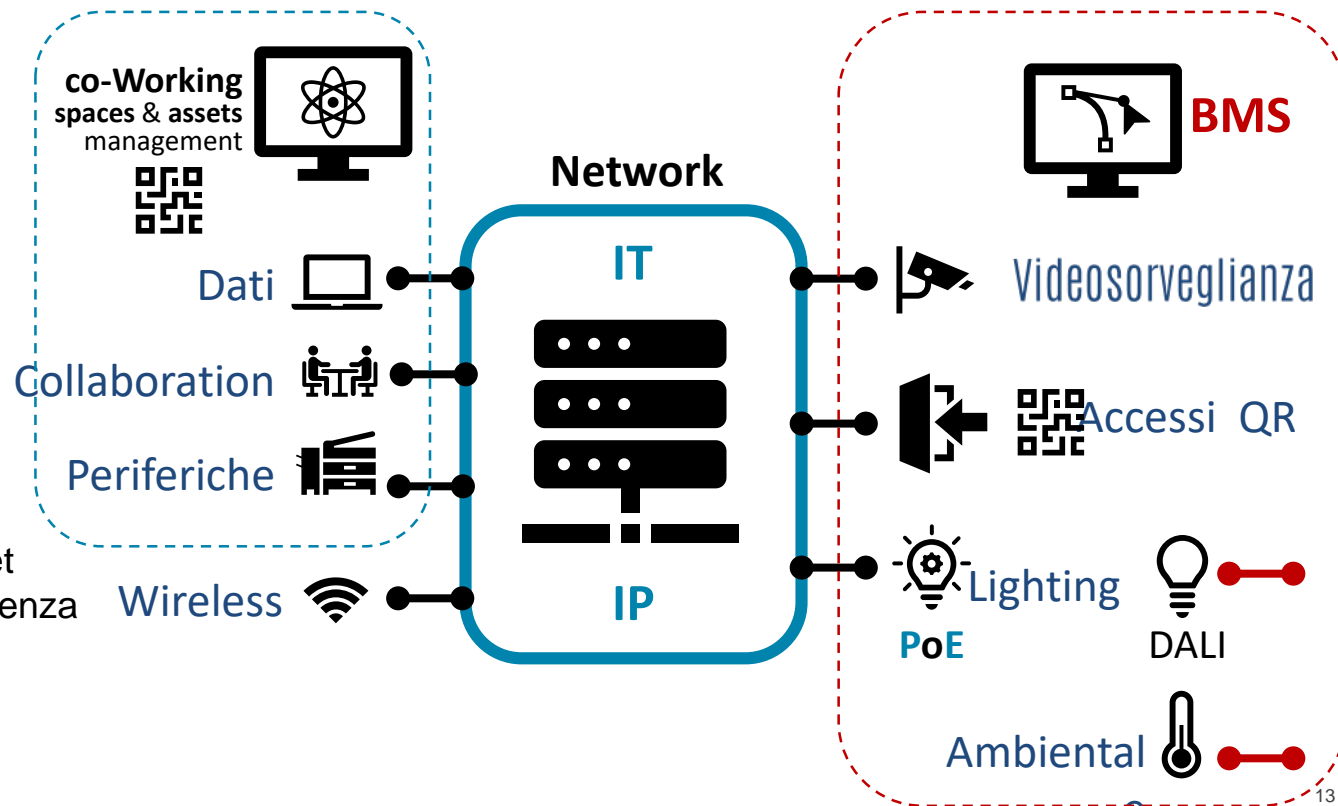 co-Working
spaces & assets
management
Dati
Collaboration
Periferiche
et
enza
Wireless
Network
IT
IP
BMS
Videosorveglianza
Accessi QR
Lighting
PoE
DALI
Ambiental
13